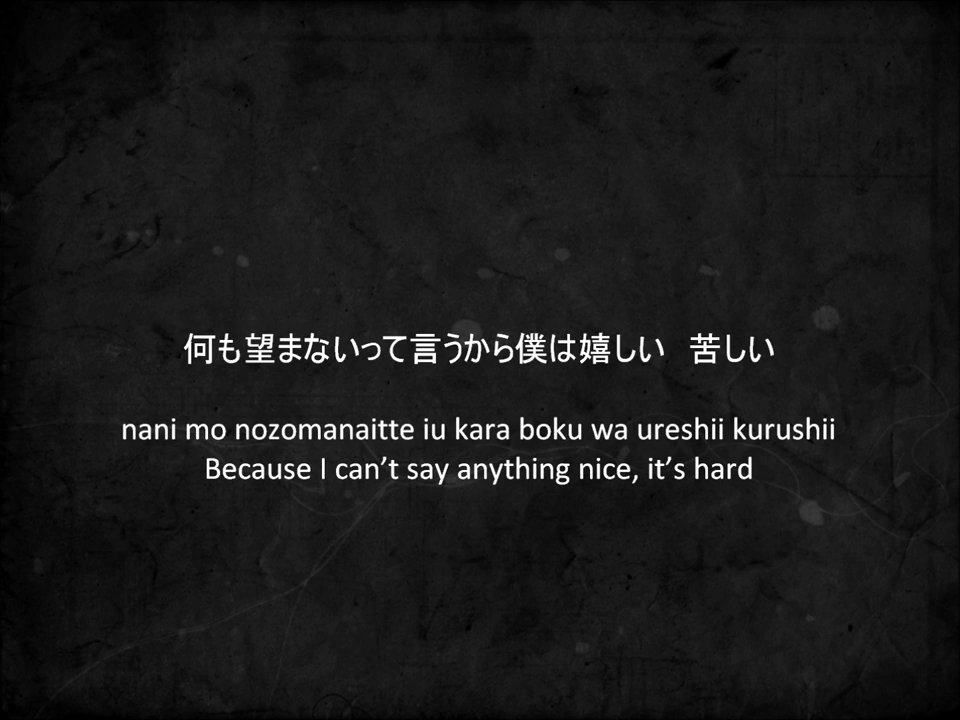 何も望まないって言うから僕は嬉しい　苦しい
nani mo nozomanaitte iu kara boku wa ureshii kurushii
Because I can’t say anything nice, it’s hard